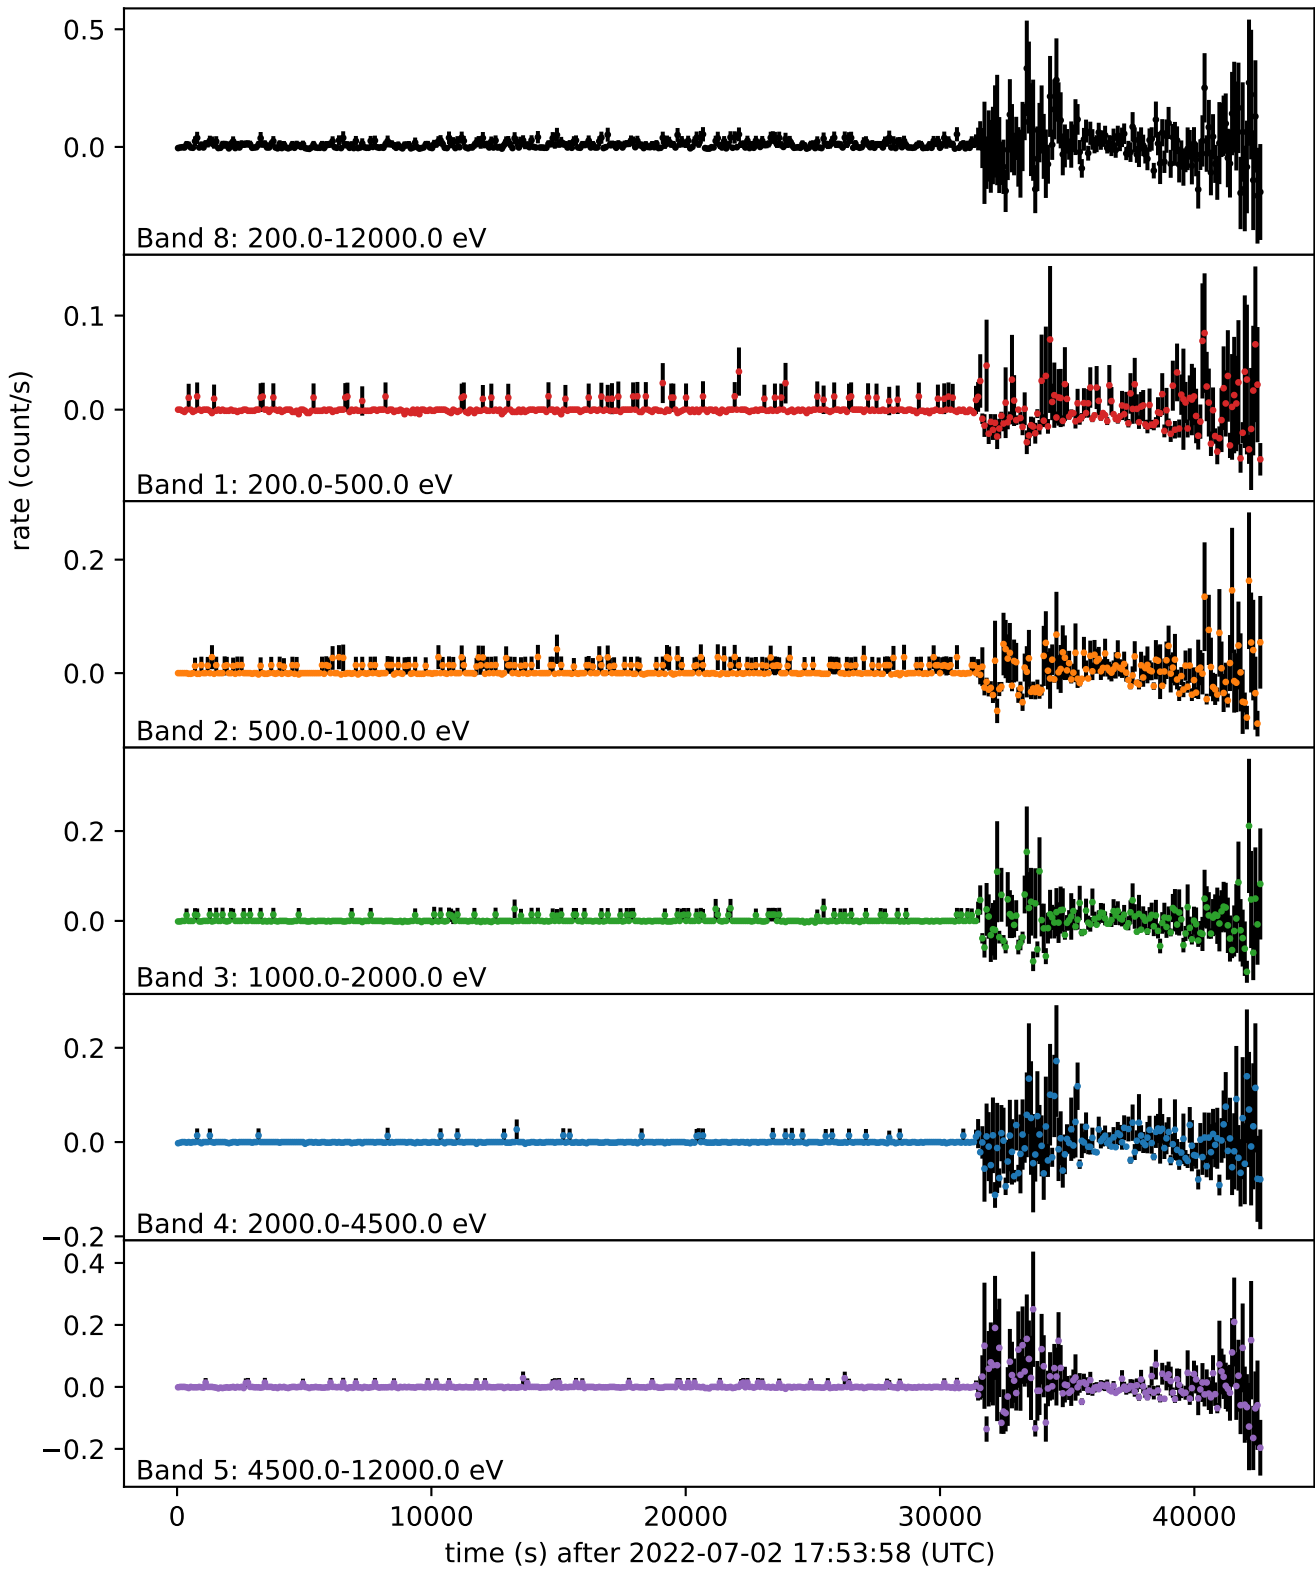 0.5
0.0
Band 8: 200.0-12000.0 eV
0.1
0.0
Band 1: 200.0-500.0 eV
rate (count/s)
0.2
0.0
Band 2: 500.0-1000.0 eV
0.2
0.0
Band 3: 1000.0-2000.0 eV
0.2
0.0
−0.2
Band 4: 2000.0-4500.0 eV
0.4
0.2
0.0
−0.2
Band 5: 4500.0-12000.0 eV
0 10000 20000 30000 40000
time (s) after 2022-07-02 17:53:58 (UTC)